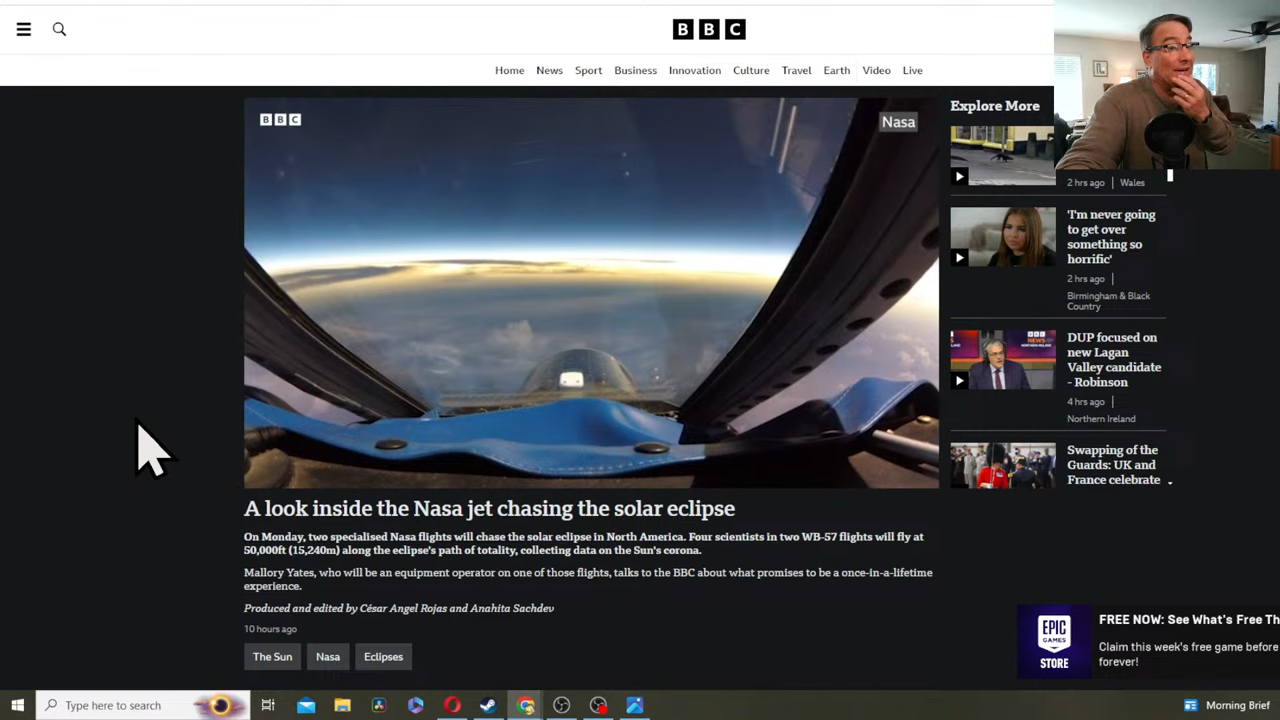 BBC
Home News Sport Business Innovation Culture Travel Earth Video Live
BBC
Nasa
A look inside the Nasa jet chasing the solar eclipse
On Monday, two specialised Nasa flights will chase the solar eclipse in North America. Four scientists in two WB-57 flights will fly at
50,000ft (15,240m) along the eclipse's path of totality, collecting data on the Sun's corona.
Mallory Yates, who will be an equipment operator on one of those flights, talks to the BBC about what promises to be a once-in-a-lifetime
experience.
Produced and edited by César Angel Rojas and Anahita Sachdev
10 hours ago
The Sun Nasa Eclipses
Explore More
2 hrs ago | Wales
'I'm never going
to get over
something so
horrific'
2 hrs ago |
Birmingham & Black
Country
DUP focused on
new Lagan
Valley candidate
- Robinson
4 hrs ago |
Northern Ireland
Swapping of the
Guards: UK and
France celebrate
EPIC
GAMES
STORE
FREE NOW: See What's Free Th
Claim this week's free game before
forever!
Type here to search
Morning Brief